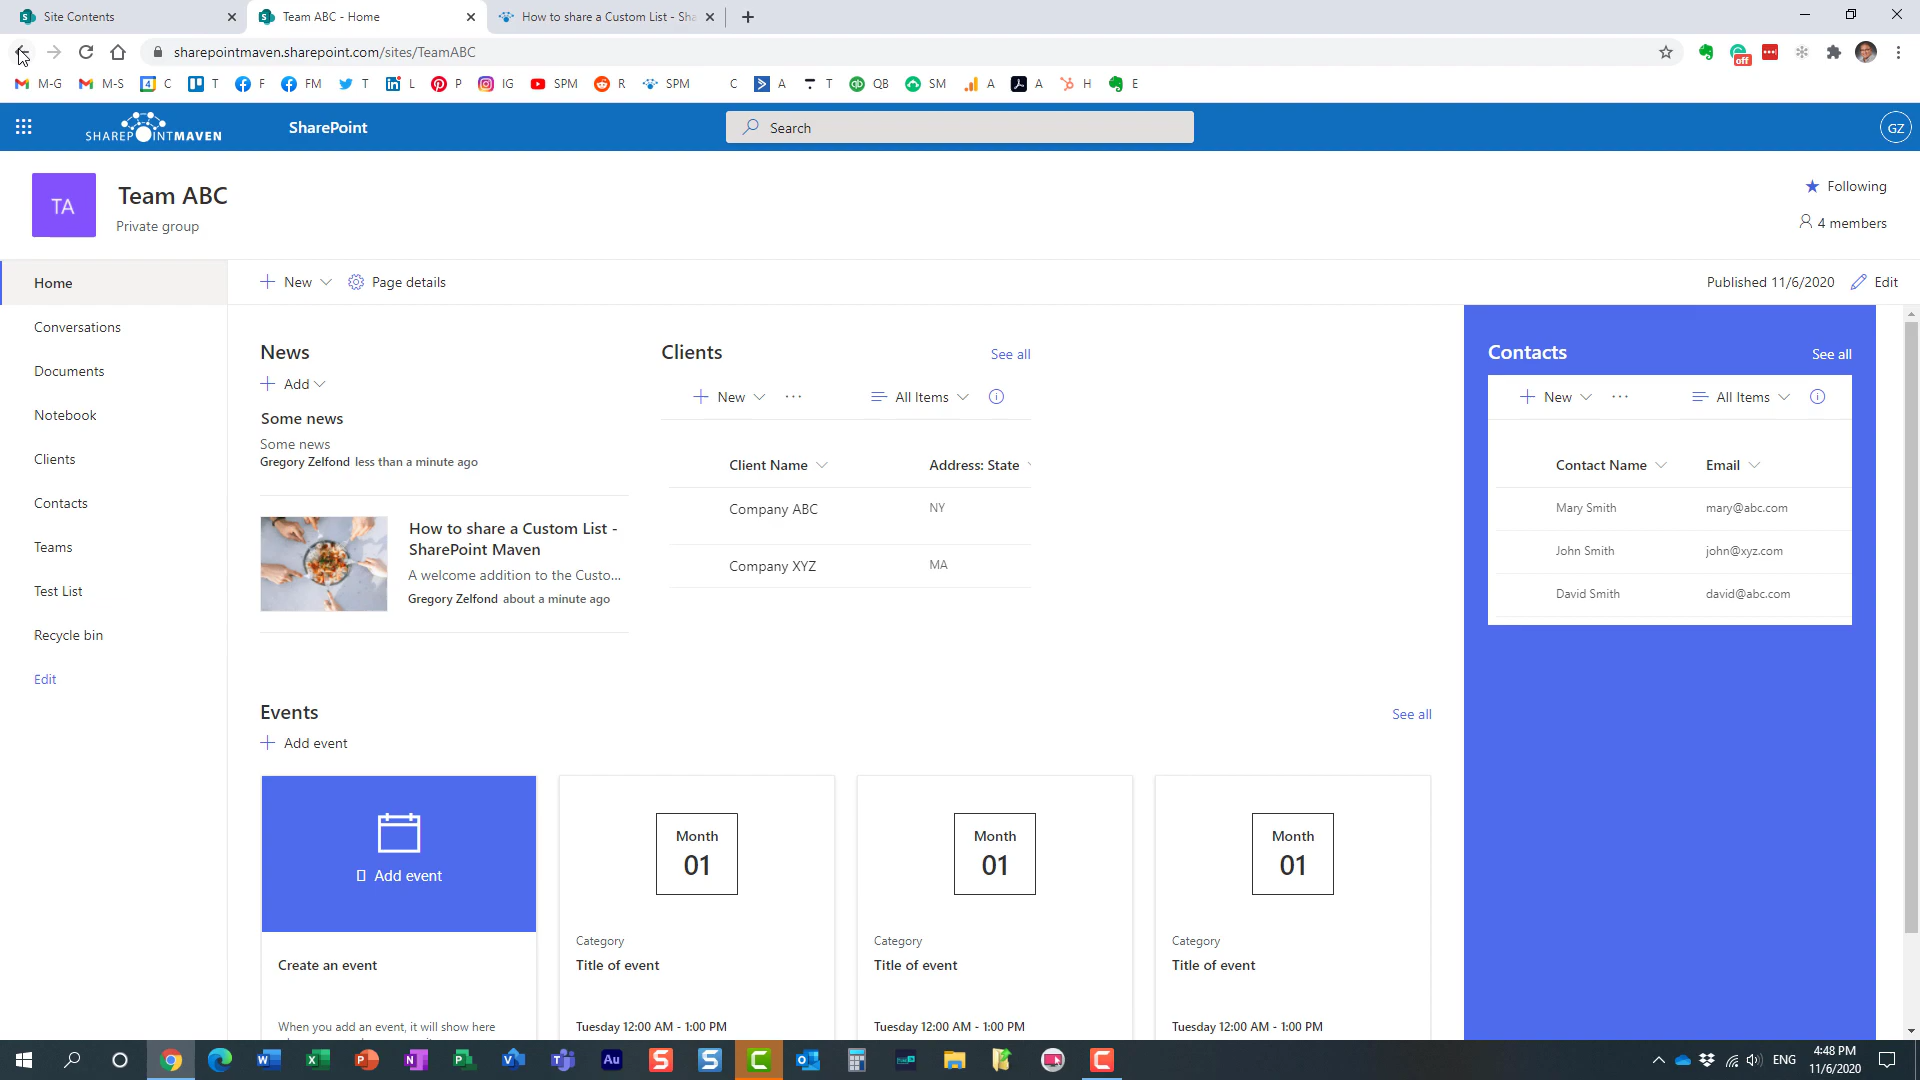 Site Contents
Team ABC - Home
How to share a Custom List - Sha
sharepointmaven.sharepoint.com/sites/TeamABC
off
M-G
M-S
4 C
T
F
FM
T
L
P
IG
SPM
R
SPM
C
A
T
QB
SM
A
A
H
E
SHAREPOINTMAVEN
SharePoint
Search
GZ
TA
Team ABC
Private group
Following
4 members
Home
Conversations
Documents
Notebook
Clients
Contacts
Teams
Test List
Recycle bin
Edit
New
Page details
Published 11/6/2020
Edit
News
Add
Some news
Some news
Gregory Zelfond less than a minute ago
How to share a Custom List -
SharePoint Maven
A welcome addition to the Custo...
Gregory Zelfond about a minute ago
Clients
See all
New
All Items
Client Name
Address: State
Company ABC
NY
Company XYZ
MA
Contacts
See all
New
All Items
Contact Name
Email
Mary Smith
mary@abc.com
John Smith
john@xyz.com
David Smith
david@abc.com
Events
See all
Add event
Add event
Create an event
When you add an event, it will show here
Month
01
Category
Title of event
Tuesday 12:00 AM - 1:00 PM
Month
01
Category
Title of event
Tuesday 12:00 AM - 1:00 PM
Month
01
Category
Title of event
Tuesday 12:00 AM - 1:00 PM
Au
ENG
4:48 PM
11/6/2020